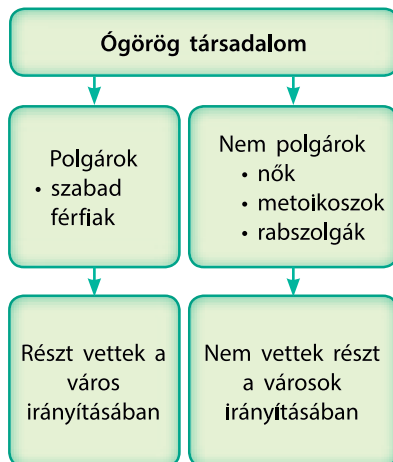 Ógörög társadalom
Polgárok
• szabad
férfiak
Nem polgárok
• nők
• metoikoszok
• rabszolgák
Részt vettek a
város
irányításában
Nem vettek részt
a városok
irányításában